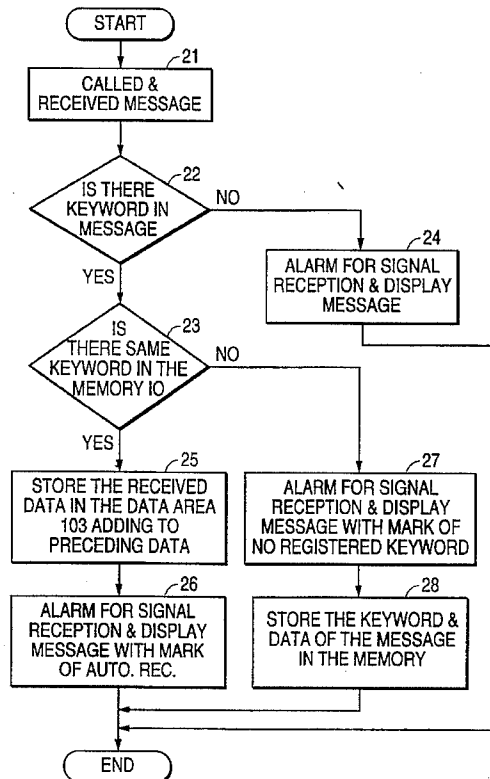 START
21
CALLED &
RECEIVED MESSAGE
22
IS THERE
KEYWORD IN
MESSAGE
NO
YES
24
ALARM FOR SIGNAL
RECEPTION & DISPLAY
MESSAGE
23
IS
THERE SAME
KEYWORD IN THE
MEMORY IO
NO
YES
25
STORE THE RECEIVED
DATA IN THE DATA AREA
103 ADDING TO
PRECEDING DATA
27
ALARM FOR SIGNAL
RECEPTION & DISPLAY
MESSAGE WITH MARK OF
NO REGISTERED KEYWORD
26
ALARM FOR SIGNAL
RECEPTION & DISPLAY
MESSAGE WITH MARK
OF AUTO. REC.
28
STORE THE KEYWORD &
DATA OF THE MESSAGE
IN THE MEMORY
END